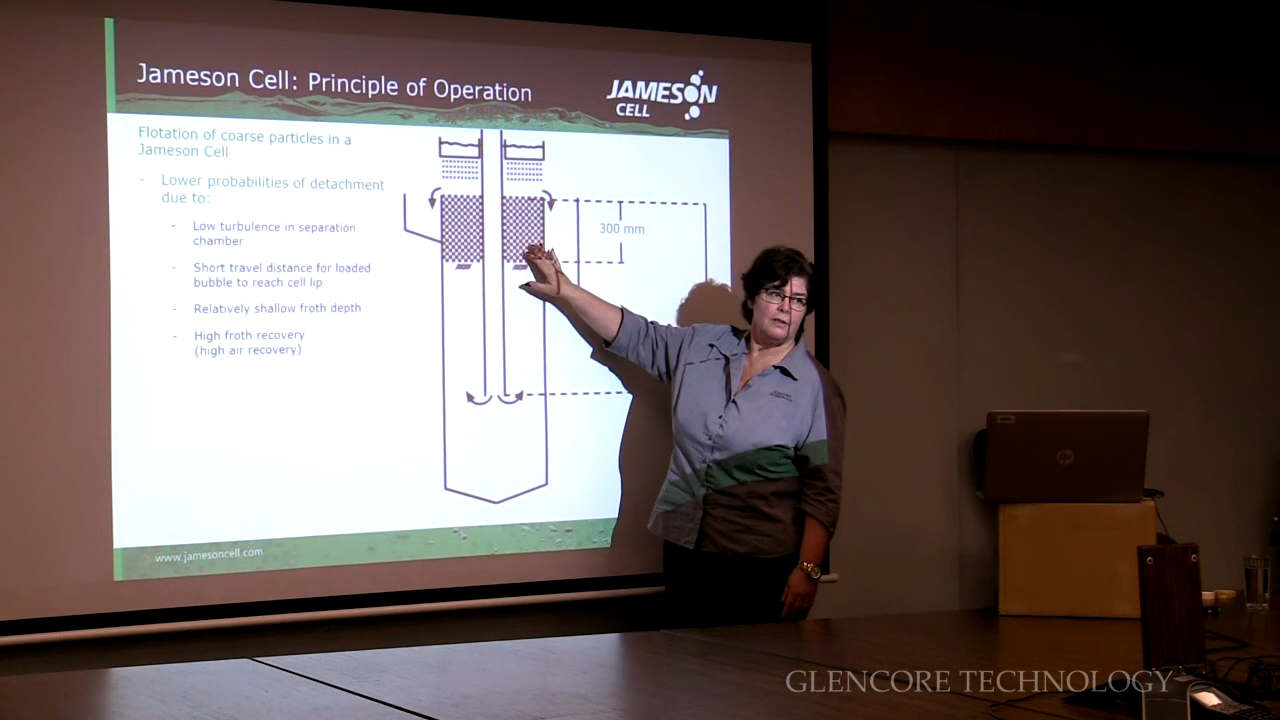 Jameson Cell: Principle of Operation
JAMESON
CELL
Flotation of coarse particles in a
Jameson Cell
- Lower probabilities of detachment
due to:
- Low turbulence in separation
chamber
- Short travel distance for loaded
bubble to reach cell lip
- Relatively shallow froth depth
- High froth recovery
(high air recovery)
300 mm
www.jamesoncell.com
hp
GLENCORE TECHNOLOGY